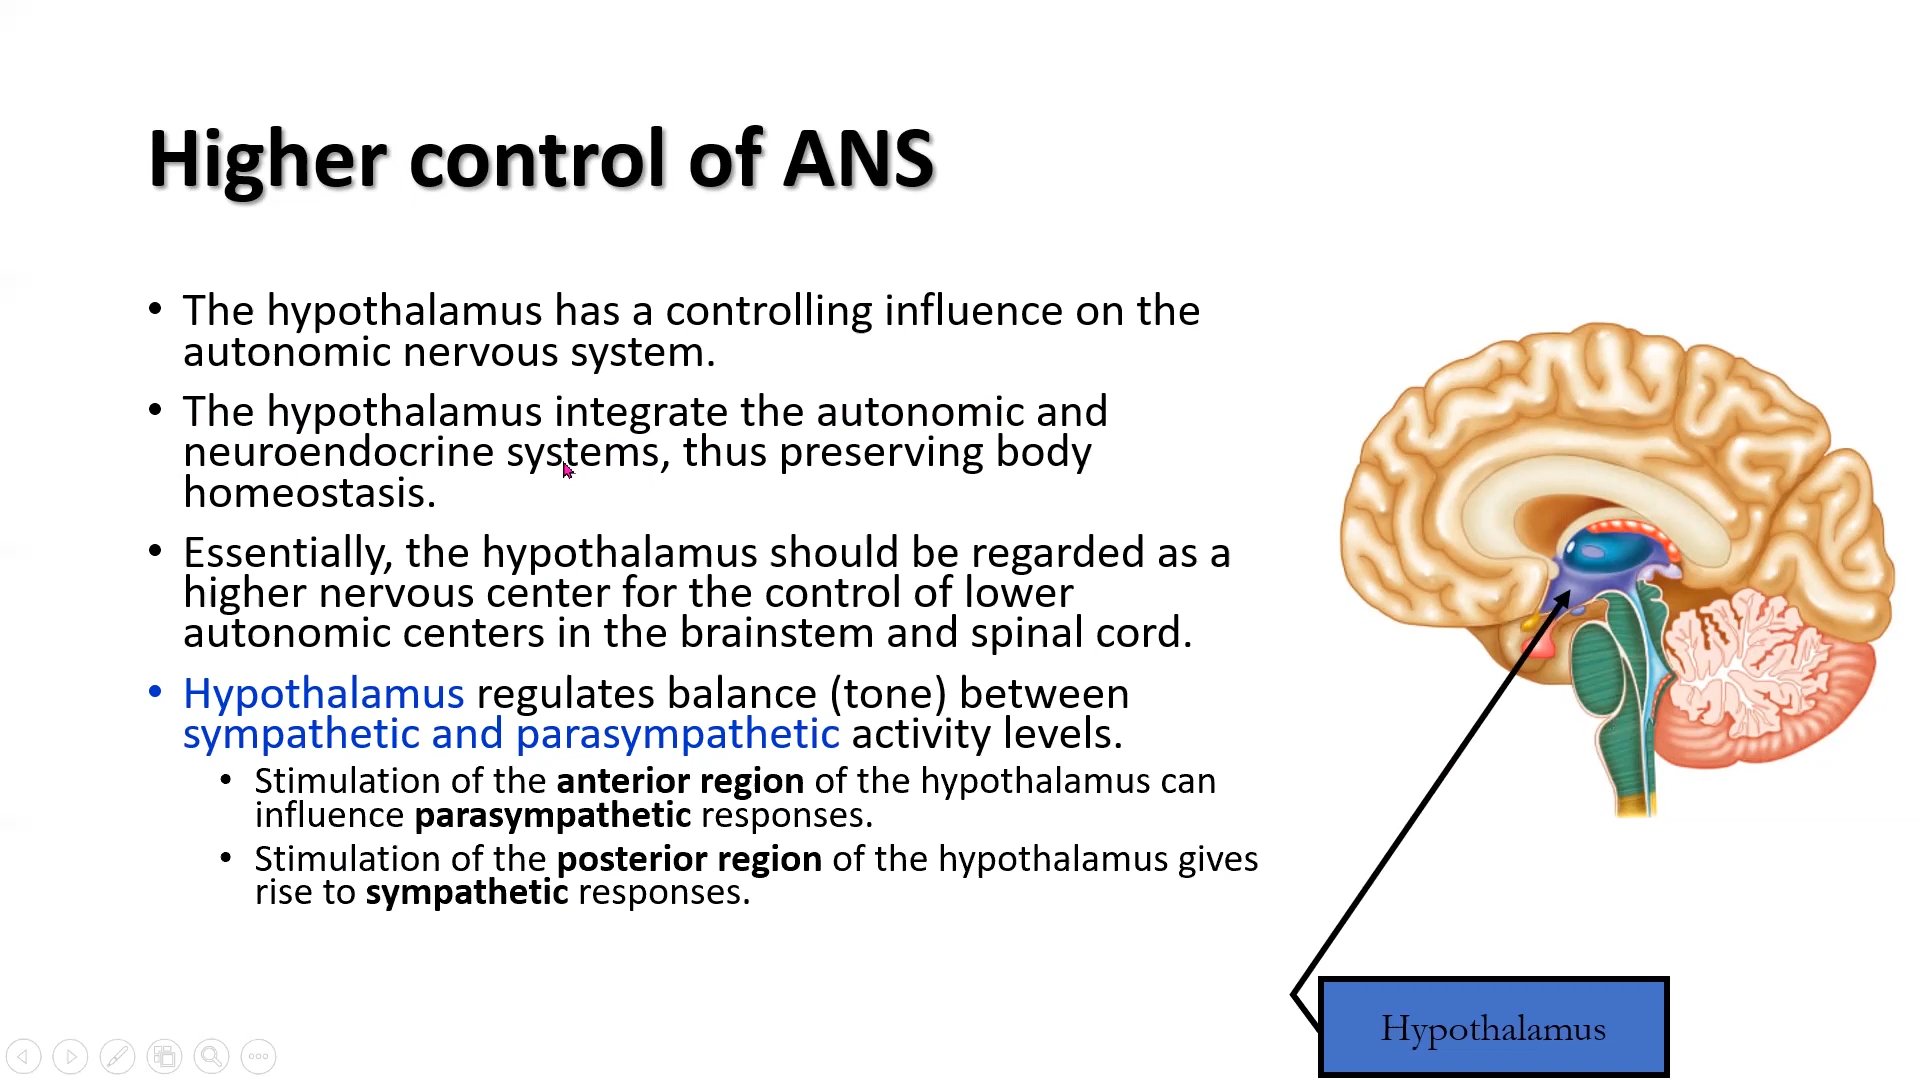 Higher control of ANS
• The hypothalamus has a controlling influence on the
autonomic nervous system.
• The hypothalamus integrate the autonomic and
neuroendocrine systems, thus preserving body
homeostasis.
• Essentially, the hypothalamus should be regarded as a
higher nervous center for the control of lower
autonomic centers in the brainstem and spinal cord.
• Hypothalamus regulates balance (tone) between
sympathetic and parasympathetic activity levels.
• Stimulation of the anterior region of the hypothalamus can
influence parasympathetic responses.
• Stimulation of the posterior region of the hypothalamus gives
rise to sympathetic responses.
Hypothalamus